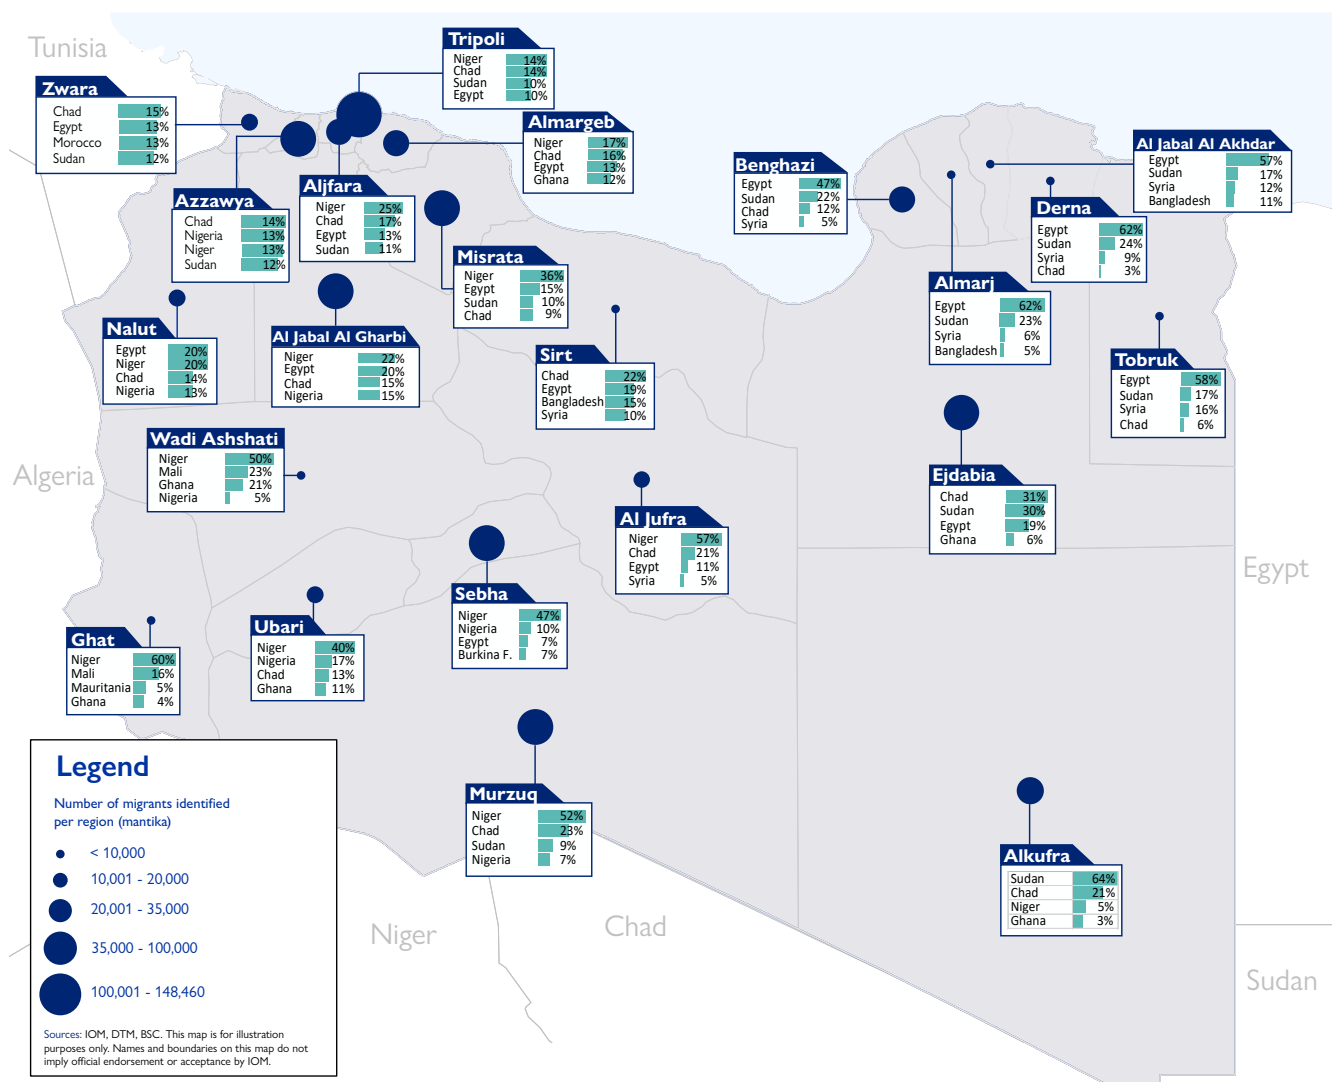 Tunisia
Tripoli
Niger 14%
Chad 14%
Sudan 10%
Egypt 10%
Zwara
Chad 15%
Egypt 13%
Morocco 13%
Sudan 12%
Almargeb
Niger 17%
Chad 16%
Egypt 13%
Ghana 12%
Al Jabal Al Akhdar
Egypt 57%
Sudan 17%
Syria 12%
Bangladesh 11%
Benghazi
Egypt 47%
Sudan 22%
Chad 12%
Syria 5%
Azzawya
Chad 14%
Nigeria 13%
Niger 13%
Sudan 12%
Aljfara
Niger 25%
Chad 17%
Egypt 13%
Sudan 11%
Derna
Egypt 62%
Sudan 24%
Syria 9%
Chad 3%
Misrata
Niger 36%
Egypt 15%
Sudan 10%
Chad 9%
Almarj
Egypt 62%
Sudan 23%
Syria 6%
Bangladesh 5%
Nalut
Egypt 20%
Niger 20%
Chad 14%
Nigeria 13%
Al Jabal Al Gharbi
Niger 22%
Egypt 20%
Chad 15%
Nigeria 15%
Sirt
Chad 22%
Egypt 19%
Bangladesh 15%
Syria 10%
Tobruk
Egypt 58%
Sudan 17%
Syria 16%
Chad 6%
Wadi Ashshati
Niger 50%
Mali 23%
Ghana 21%
Nigeria 5%
Algeria
Ejdabia
Chad 31%
Sudan 30%
Egypt 19%
Ghana 6%
Al Jufra
Niger 57%
Chad 21%
Egypt 11%
Syria 5%
Egypt
Sebha
Niger 47%
Nigeria 10%
Egypt 7%
Burkina F. 7%
Ubari
Niger 40%
Nigeria 17%
Chad 13%
Ghana 11%
Ghat
Niger 60%
Mali 16%
Mauritania 5%
Ghana 4%
Murzuq
Niger 52%
Chad 23%
Sudan 9%
Nigeria 7%
Alkufra
Sudan 64%
Chad 21%
Niger 5%
Ghana 3%
Niger
Chad
Sudan
Legend
Number of migrants identified
per region (mantika)
< 10,000
10,001 - 20,000
20,001 - 35,000
35,000 - 100,000
100,001 - 148,460
Sources: IOM, DTM, BSC. This map is for illustration
purposes only. Names and boundaries on this map do not
imply official endorsement or acceptance by IOM.